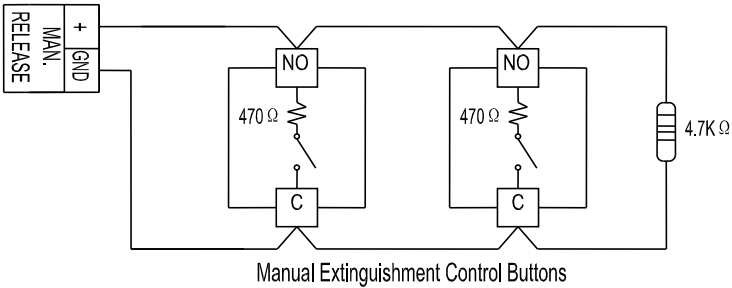 +
GND
MAN.
RELEASE
NO
NO
470 Ω
470 Ω
4.7K Ω
C
C
Manual Extinguishment Control Buttons